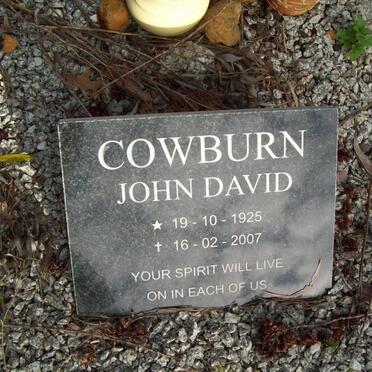 COWBURN
JOHN DAVID
★ 19 - 10 - 1925
✝ 16 - 02 - 2007
YOUR SPIRIT WILL LIVE
ON IN EACH OF US